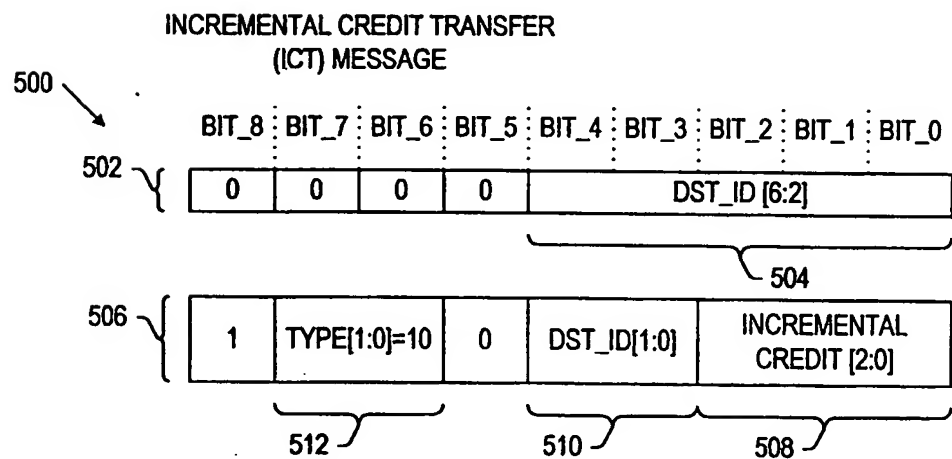 INCREMENTAL CREDIT TRANSFER
(ICT) MESSAGE
500
BIT_8 BIT_7 BIT_6 BIT_5 BIT_4 BIT_3 BIT_2 BIT_1 BIT_0
502
0 0 0 0 DST_ID [6:2]
504
506
1 TYPE[1:0]=10 0 DST_ID[1:0] INCREMENTAL
CREDIT [2:0]
512 510 508